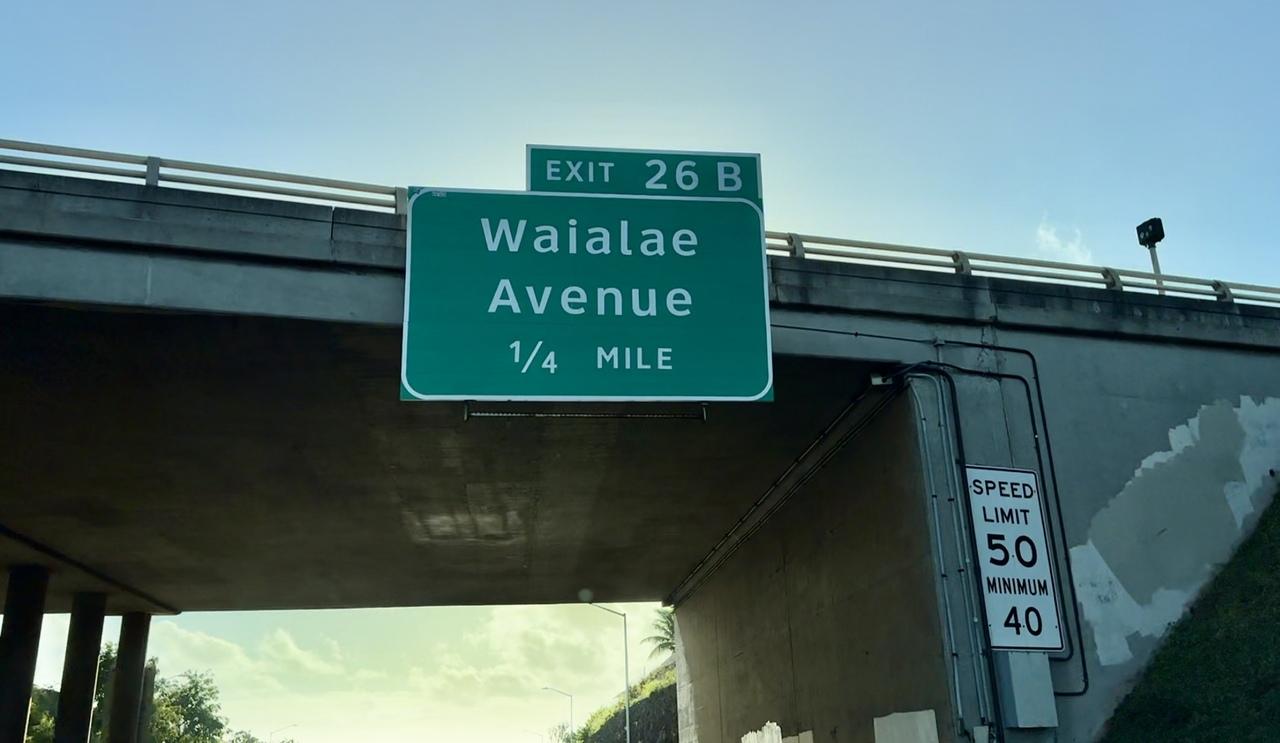 EXIT 26 B
Waialae
Avenue
1/4 MILE
SPEED
LIMIT
50
MINIMUM
40